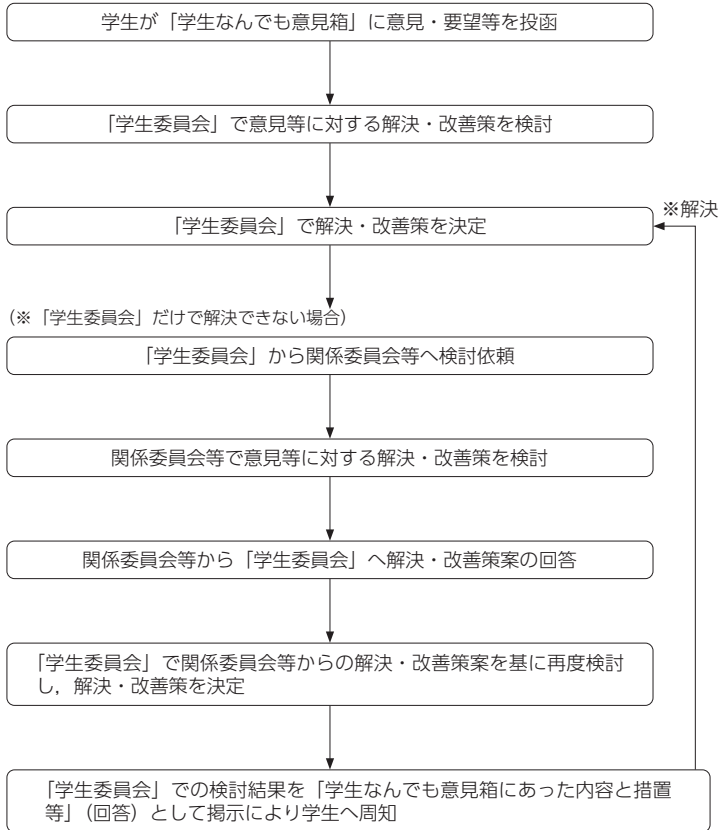 学生が「学生なんでも意見箱」に意見・要望等を投函
「学生委員会」で意見等に対する解決・改善策を検討
※解決
「学生委員会」で解決・改善策を決定
(※「学生委員会」だけで解決できない場合)
「学生委員会」から関係委員会等へ検討依頼
関係委員会等で意見等に対する解決・改善策を検討
関係委員会等から「学生委員会」へ解決・改善策案の回答
「学生委員会」で関係委員会等からの解決・改善策案を基に再度検討
し，解決・改善策を決定
「学生委員会」での検討結果を「学生なんでも意見箱にあった内容と措置
等」(回答) として掲示により学生へ周知